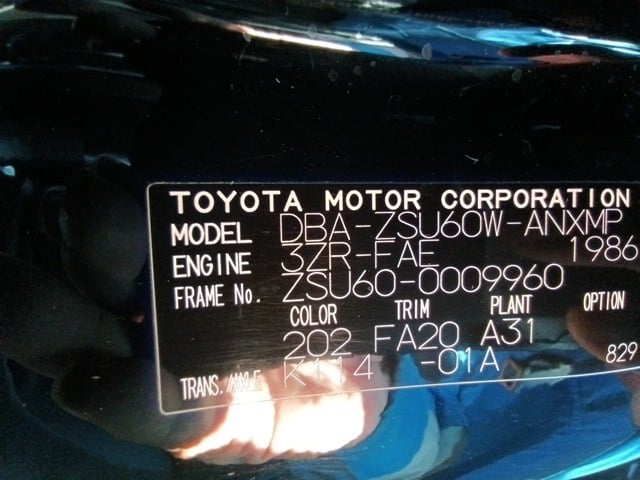 TOYOTA MOTOR CORPORATION
MODEL DBA-ZSU60W-ANXMP
ENGINE 3ZR-FAE 1986
FRAME No. ZSU60-0009960
COLOR TRIM PLANT OPTION
202 FA20 A31
TRANS./AXLE K114 -01A 829